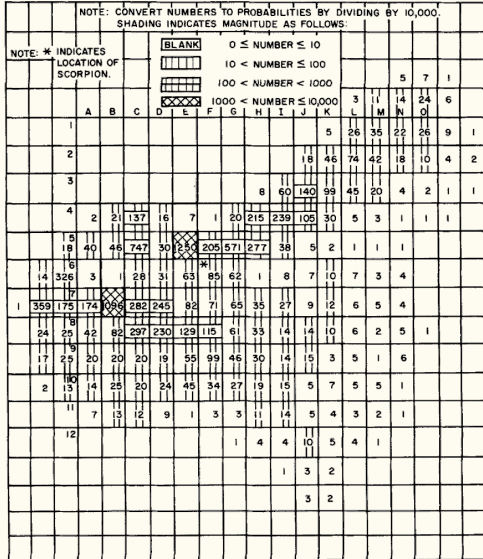 NOTE: CONVERT NUMBERS TO PROBABILITIES BY DIVIDING BY 10,000.
SHADING INDICATES MAGNITUDE AS FOLLOWS:
BLANK 0 ≤ NUMBER ≤ 10
NOTE: * INDICATES
LOCATION OF
SCORPION.
10 < NUMBER ≤ 100
100 < NUMBER < 1000
1000 < NUMBER ≤ 10,000
5 7 1
3 11 14 24 6
A B C D E F G H I J K L M N O
1 5 26 35 22 26 9 1
2 18 46 74 42 18 10 4 2
3 8 60 140 99 45 20 4 2 1 1
4 2 21 137 16 7 1 20 215 239 105 30 5 3 1 1 1
5 18 40 46 747 30 250 205 571 277 38 5 2 1 1 1
*
6 14 326 3 1 28 31 63 85 62 1 8 7 10 7 3 4
7 1 359 175 174 096 282 245 82 71 65 35 27 9 12 6 5 4
8 24 25 42 82 297 230 129 115 61 33 14 14 10 6 2 5 1
9 17 25 20 20 20 19 55 99 46 30 14 15 3 5 1 6
10 2 13 14 25 20 24 45 34 27 19 15 5 7 5 5 1
11 7 13 12 9 1 3 3 11 14 5 4 3 2 1
12 1 4 4 10 5 4 1
1 3 2
3 2